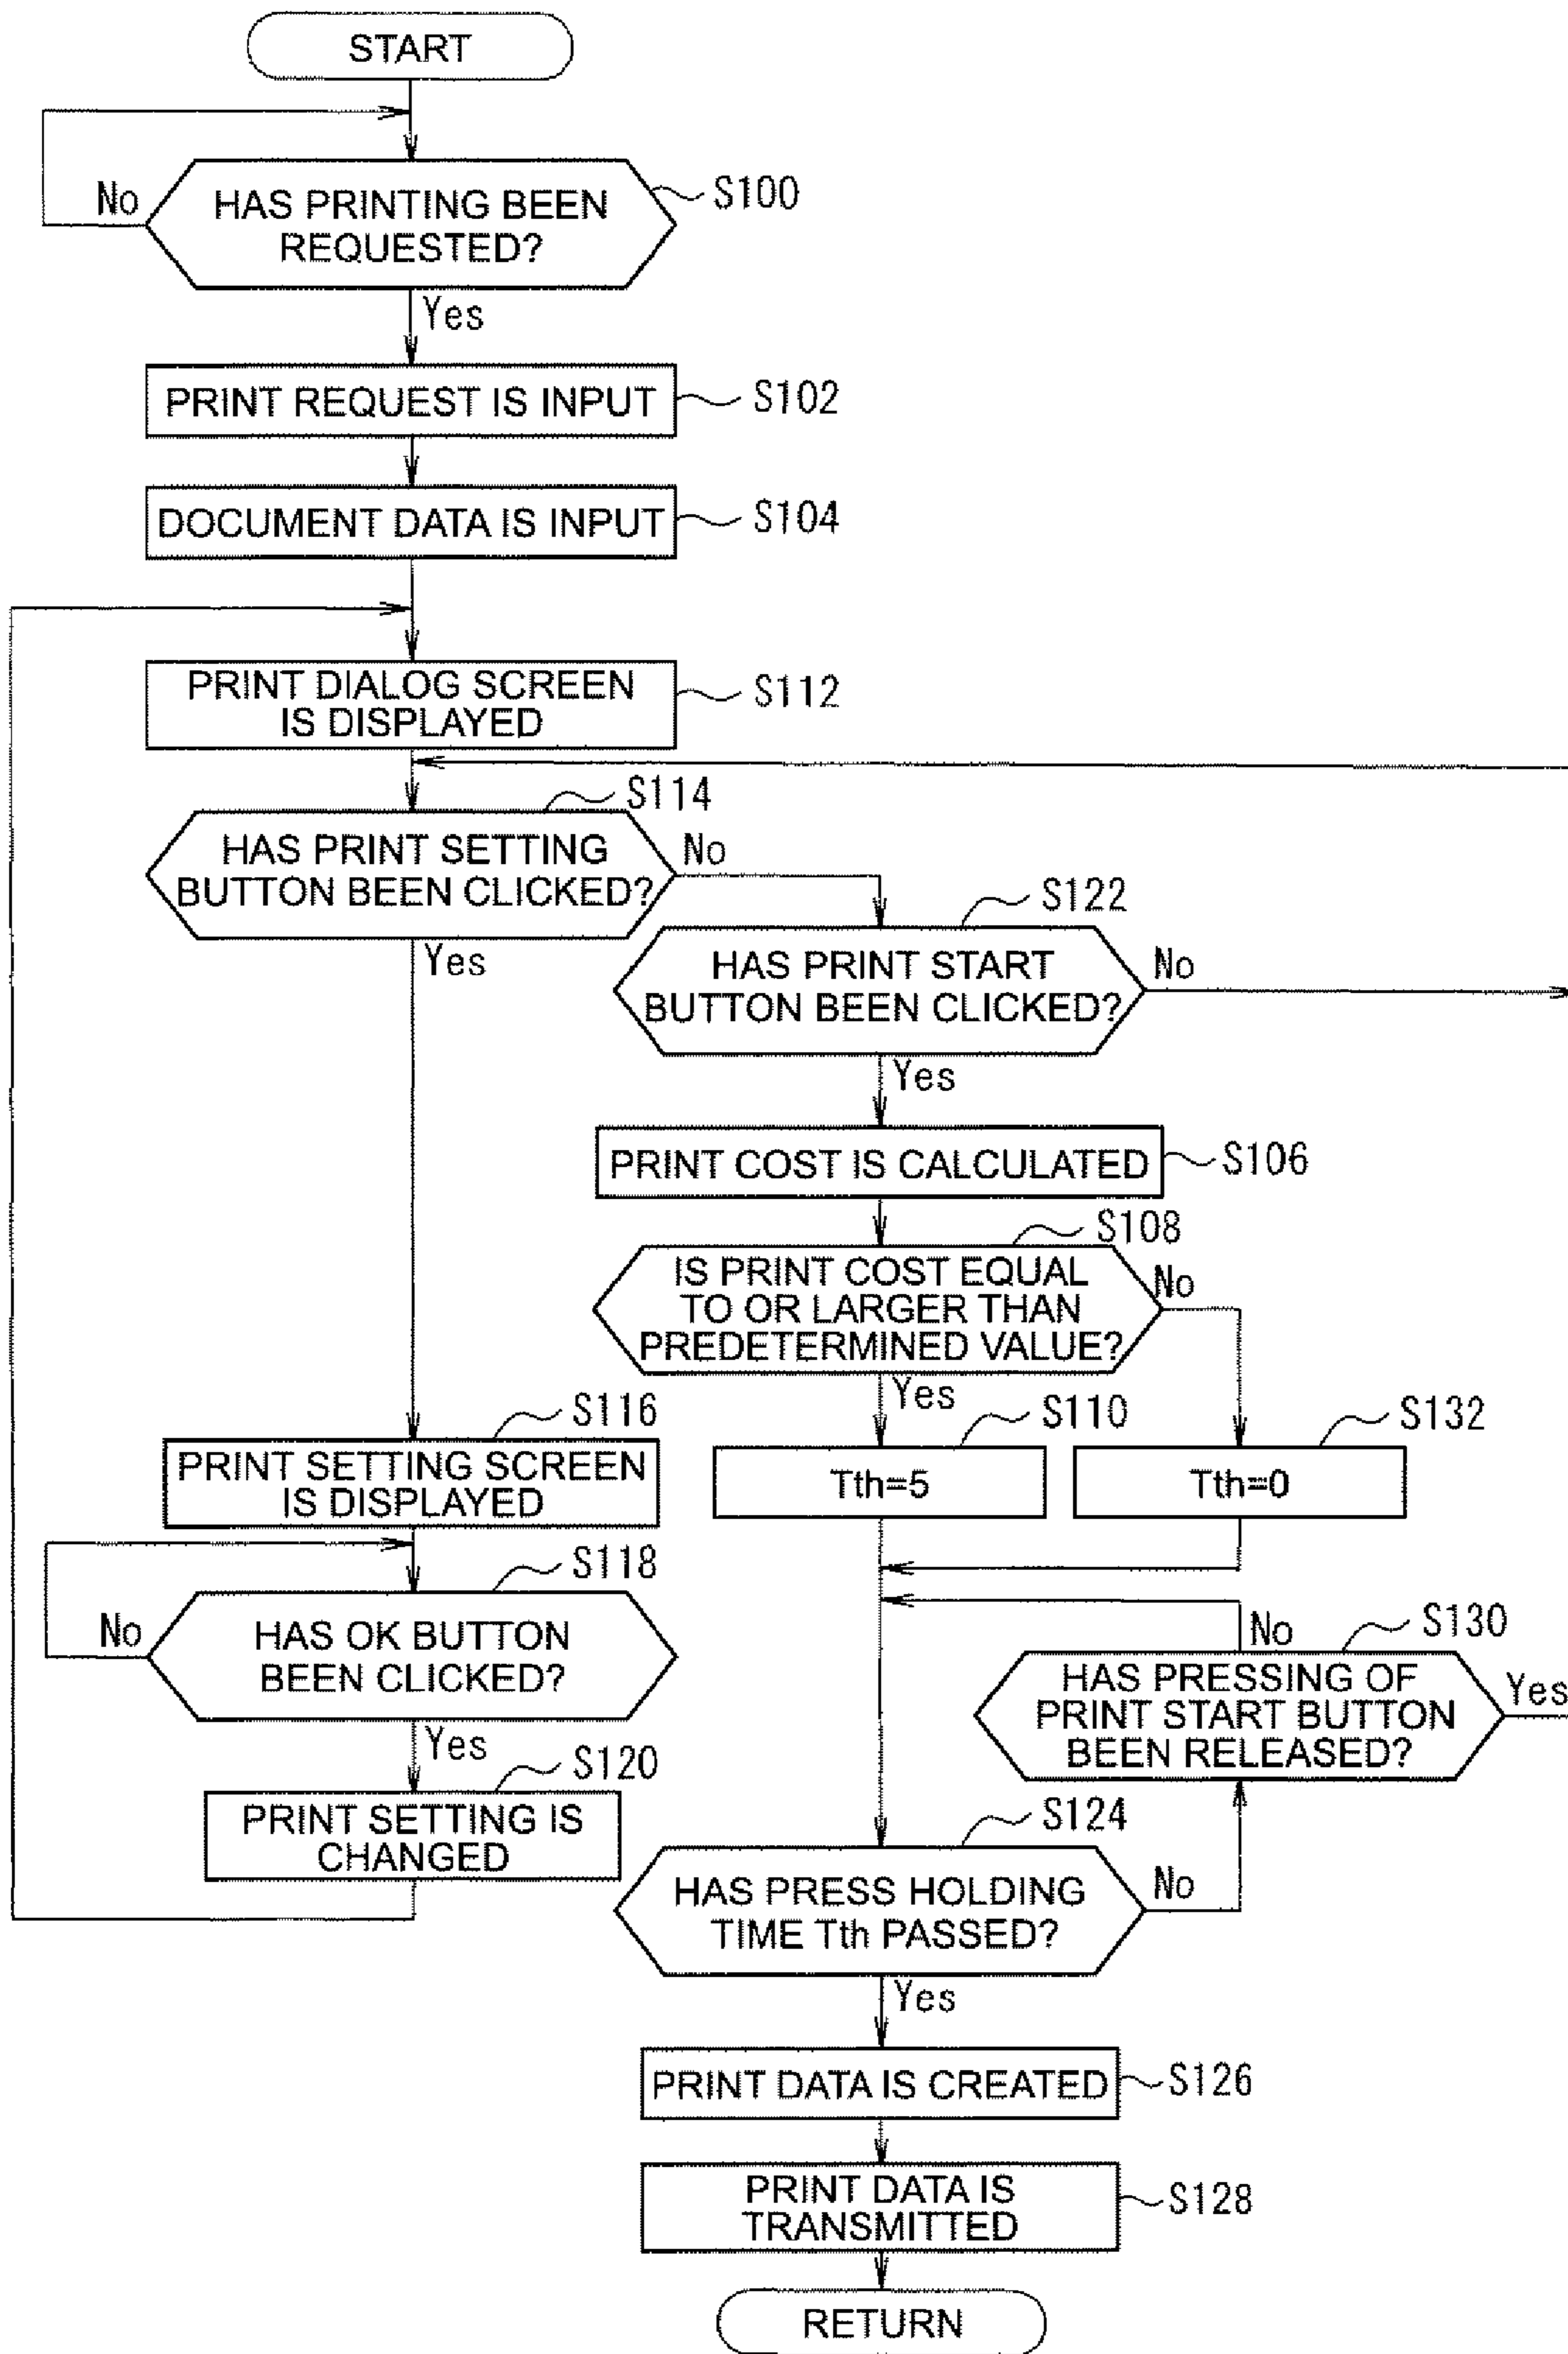 START
No
HAS PRINTING BEEN
REQUESTED?
S100
Yes
PRINT REQUEST IS INPUT
S102
DOCUMENT DATA IS INPUT
S104
PRINT DIALOG SCREEN
IS DISPLAYED
S112
S114
HAS PRINT SETTING
BUTTON BEEN CLICKED?
No
Yes
S122
HAS PRINT START
BUTTON BEEN CLICKED?
No
Yes
PRINT COST IS CALCULATED
S106
S108
IS PRINT COST EQUAL
TO OR LARGER THAN
PREDETERMINED VALUE?
No
Yes
S110
Tth=5
S132
Tth=0
S116
PRINT SETTING SCREEN
IS DISPLAYED
S118
No
HAS OK BUTTON
BEEN CLICKED?
Yes
S120
PRINT SETTING IS
CHANGED
No
S130
HAS PRESSING OF
PRINT START BUTTON
BEEN RELEASED?
Yes
S124
HAS PRESS HOLDING
TIME Tth PASSED?
No
Yes
PRINT DATA IS CREATED
S126
PRINT DATA IS
TRANSMITTED
S128
RETURN